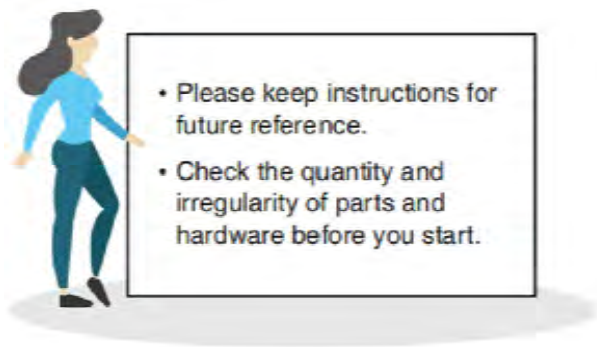 • Please keep instructions for
future reference.
• Check the quantity and
irregularity of parts and
hardware before you start.